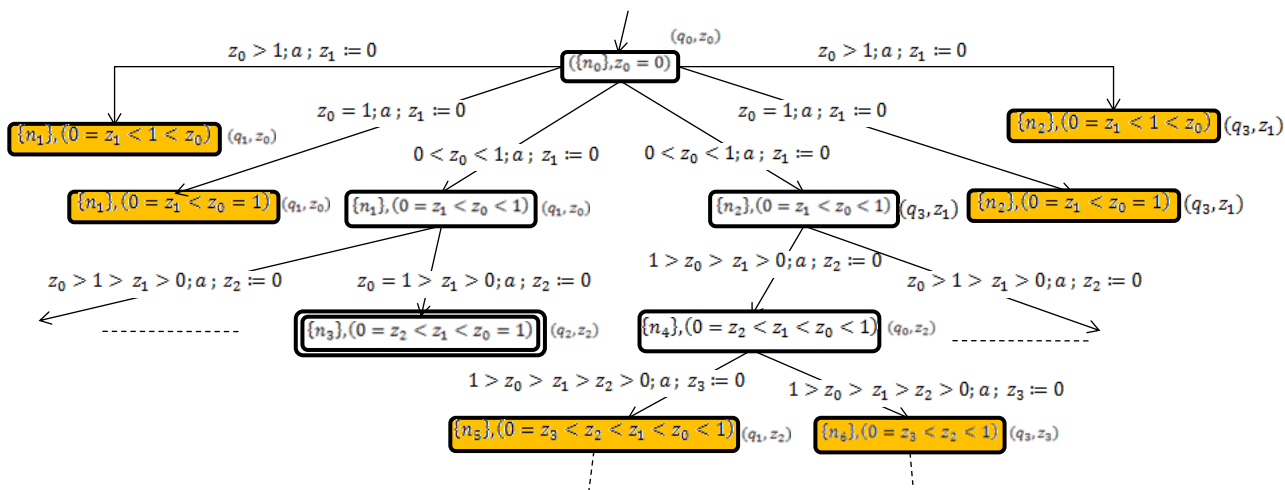 (q₀, z₀)
z₀ > 1; a ; z₁ ≔ 0
z₀ > 1; a ; z₁ ≔ 0
({n₀}, z₀ = 0)
z₀ = 1; a ; z₁ ≔ 0
z₀ = 1; a ; z₁ ≔ 0
{n₁}, (0 = z₁ < 1 < z₀) (q₁, z₀)
{n₂}, (0 = z₁ < 1 < z₀) (q₃, z₁)
0 < z₀ < 1; a ; z₁ ≔ 0
0 < z₀ < 1; a ; z₁ ≔ 0
{n₁}, (0 = z₁ < z₀ = 1) (q₁, z₀)
{n₁}, (0 = z₁ < z₀ < 1) (q₁, z₀)
{n₂}, (0 = z₁ < z₀ < 1) (q₃, z₁)
{n₂}, (0 = z₁ < z₀ = 1) (q₃, z₁)
z₀ > 1 > z₁ > 0; a ; z₂ ≔ 0
z₀ = 1 > z₁ > 0; a ; z₂ ≔ 0
1 > z₀ > z₁ > 0; a ; z₂ ≔ 0
z₀ > 1 > z₁ > 0; a ; z₂ ≔ 0
{n₃}, (0 = z₂ < z₁ < z₀ = 1) (q₂, z₂)
{n₄}, (0 = z₂ < z₁ < z₀ < 1) (q₀, z₂)
1 > z₀ > z₁ > z₂ > 0; a ; z₃ ≔ 0
1 > z₀ > z₁ > z₂ > 0; a ; z₃ ≔ 0
{n₅}, (0 = z₃ < z₂ < z₁ < z₀ < 1) (q₁, z₂)
{n₆}, (0 = z₃ < z₂ < 1) (q₃, z₃)